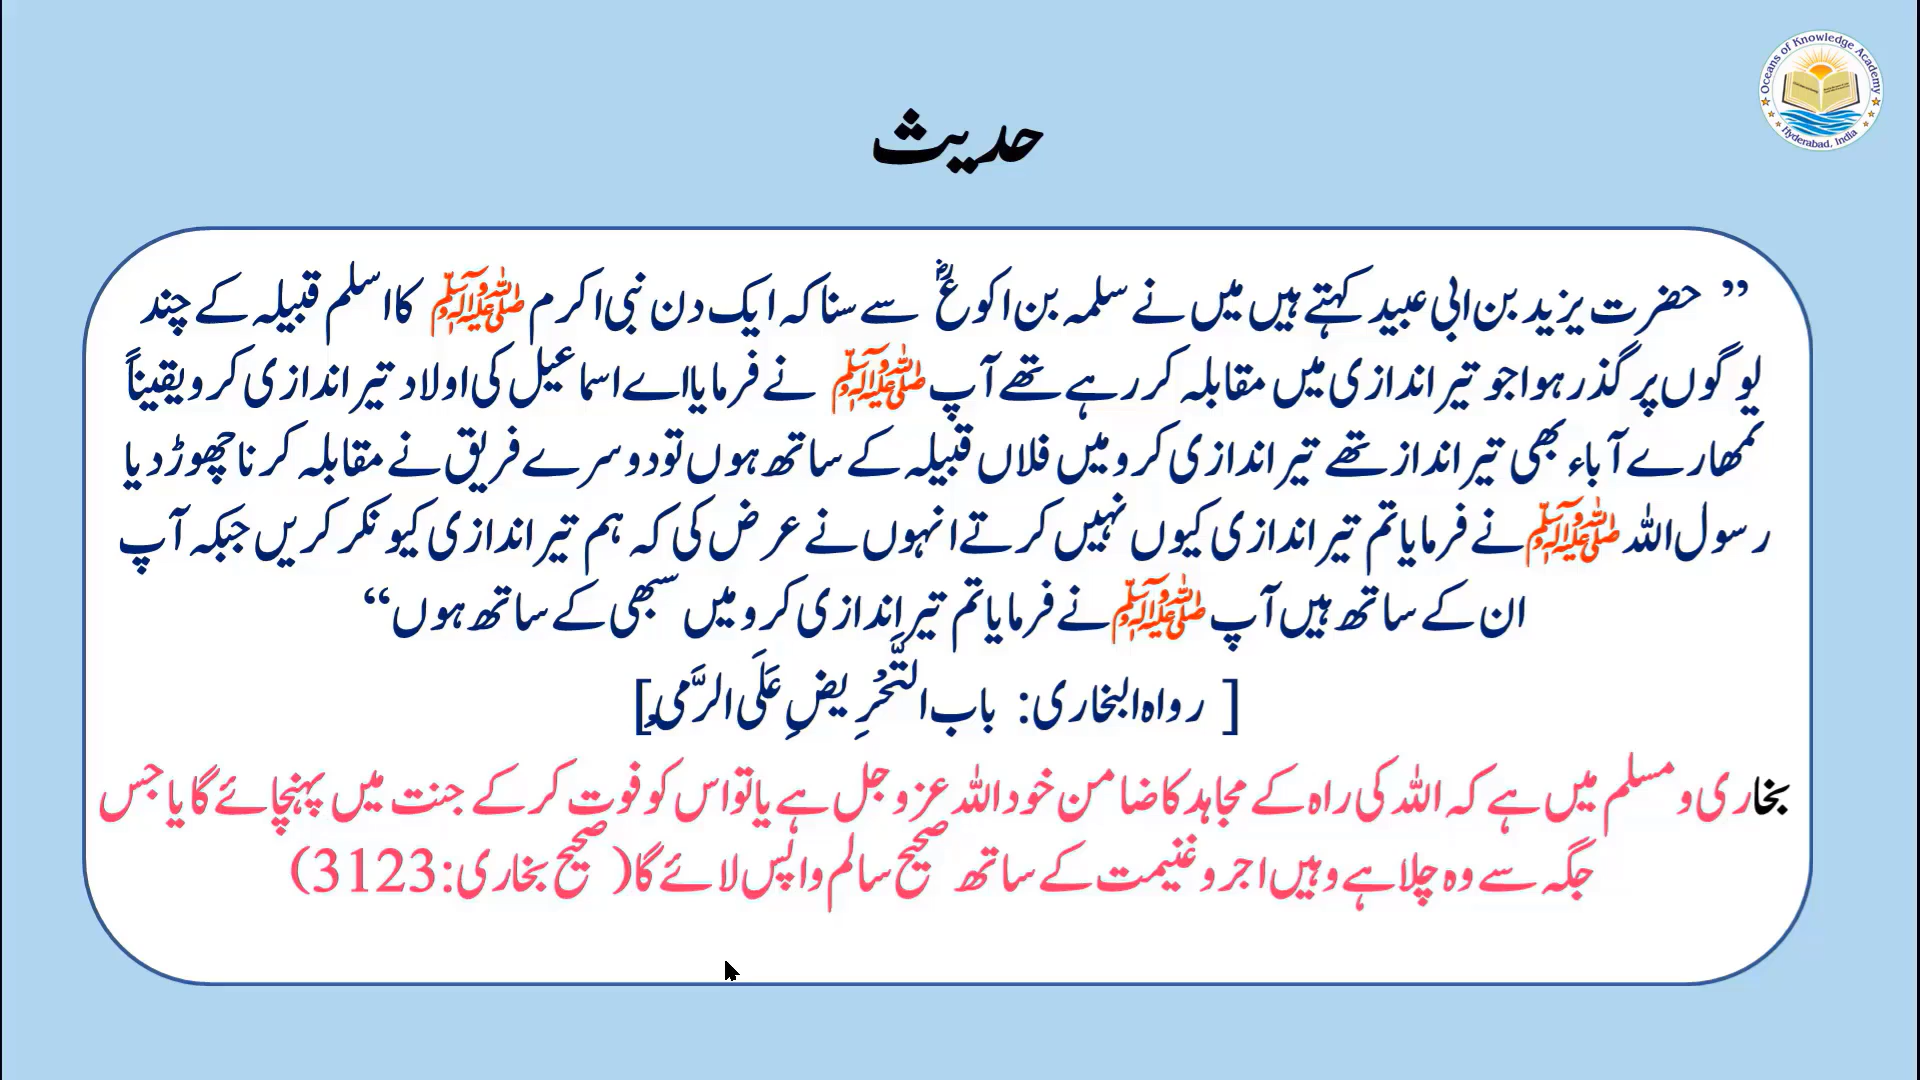 Oceans of Knowledge Academy
Hyderabad, India
حدیث
” حضرت یزید بن ابی عبید کہتے ہیں میں نے سلمہ بن اکوعؓ سے سنا کہ ایک دن نبی اکرم ﷺ کا اسلم قبیلہ کے چند
لوگوں پر گذر ہوا جو تیر اندازی میں مقابلہ کر رہے تھے آپ ﷺ نے فرمایا اے اسماعیل کی اولاد تیر اندازی کرو یقیناً
تمھارے آباء بھی تیر انداز تھے تیر اندازی کرو میں فلاں قبیلہ کے ساتھ ہوں تو دوسرے فریق نے مقابلہ کرنا چھوڑ دیا
رسول اللہ ﷺ نے فرمایا تم تیر اندازی کیوں نہیں کرتے انہوں نے عرض کی کہ ہم تیر اندازی کیونکر کریں جبکہ آپ
ان کے ساتھ ہیں آپ ﷺ نے فرمایا تم تیر اندازی کرو میں سبھی کے ساتھ ہوں“
[ رواہ البخاری: باب التَّحْرِیضِ عَلَی الرَّمیِ]
بخاری و مسلم میں ہے کہ اللہ کی راہ کے مجاہد کا ضامن خود اللہ عز و جل ہے یا تو اس کو فوت کر کے جنت میں پہنچائے گا یا جس
جگہ سے وہ چلا ہے وہیں اجر و غنیمت کے ساتھ صحیح سالم واپس لائے گا (صحیح بخاری:3123)